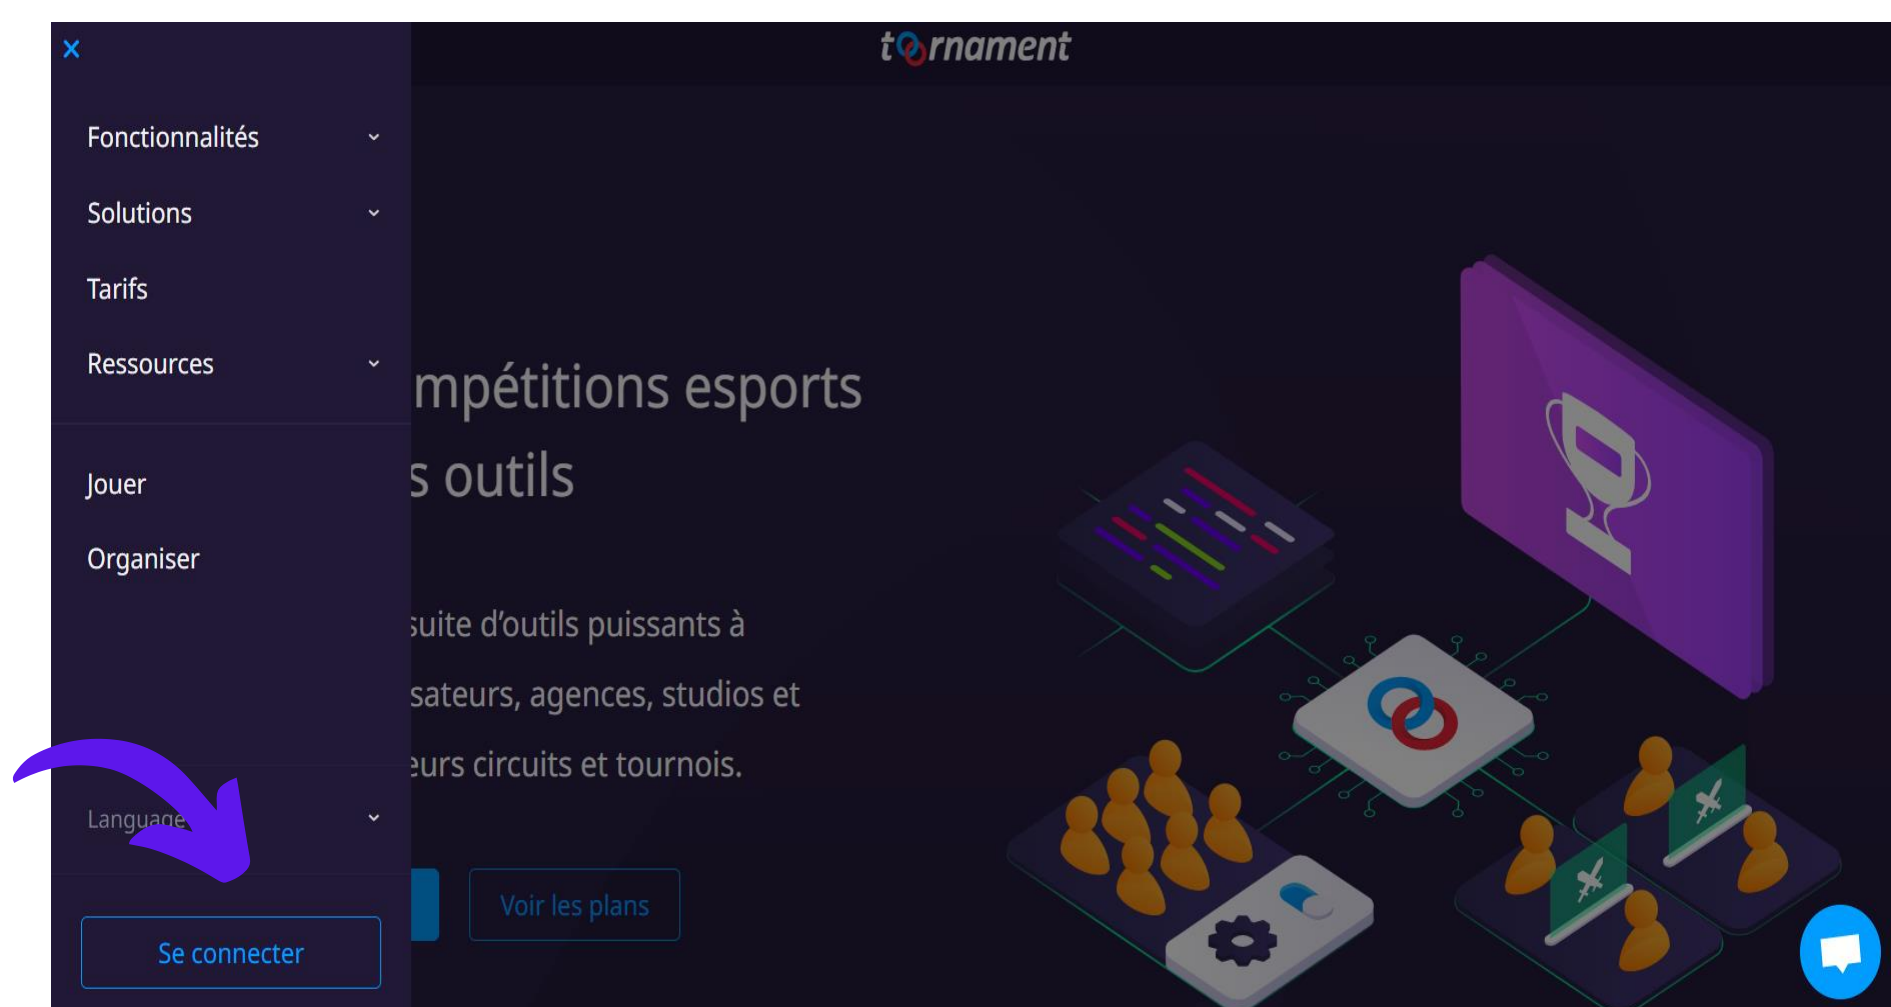 toornament
Fonctionnalités
Solutions
Tarifs
Ressources
Jouer
Organiser
Language
Se connecter
mpétitions esports
s outils
suite d’outils puissants à
sateurs, agences, studios et
eurs circuits et tournois.
Voir les plans